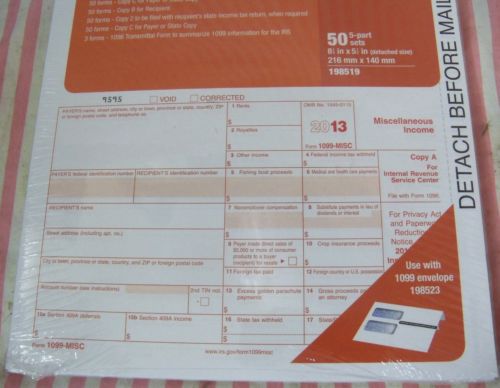 50 forms - Copy C for Payer or State Copy
50 forms - Copy B for Recipient
50 forms - Copy 2 to be filed with recipient's state income tax return, when required
50 forms - Copy C for Payer or State Copy
3 forms - 1096 Transmittal Form to summarize 1099 information for the IRS
50 5-part sets
8½ in x 5½ in (detached size)
216 mm x 140 mm
198519
DETACH BEFORE MAIL
9595
VOID
CORRECTED
PAYER'S name, street address, city or town, province or state, country, ZIP
or foreign postal code, and telephone no.
1 Rents
$
2 Royalties
$
OMB No. 1545-0115
2013
Form 1099-MISC
Miscellaneous
Income
3 Other income
$
4 Federal income tax withheld
$
Copy A
For
Internal Revenue
Service Center
File with Form 1096.
PAYER'S federal identification number
RECIPIENT'S identification number
5 Fishing boat proceeds
$
6 Medical and health care payments
$
RECIPIENT'S name
7 Nonemployee compensation
$
8 Substitute payments in lieu of
dividends or interest
$
For Privacy Act
and Paperwork
Reduction
Notice
Street address (including apt. no.)
9 Payer made direct sales of
$5,000 or more of consumer
products to a buyer
(recipient) for resale
10 Crop insurance proceeds
$
City or town, province or state, country, and ZIP or foreign postal code
11 Foreign tax paid
$
12 Foreign country or U.S. possession
Account number (see instructions)
2nd TIN not.
13 Excess golden parachute
payments
$
14 Gross proceeds
an attorney
$
15a Section 409A deferrals
$
15b Section 409A income
$
16 State tax withheld
$
$
17 State
Form 1099-MISC
www.irs.gov/form1099misc
Use with
1099 envelope
198523